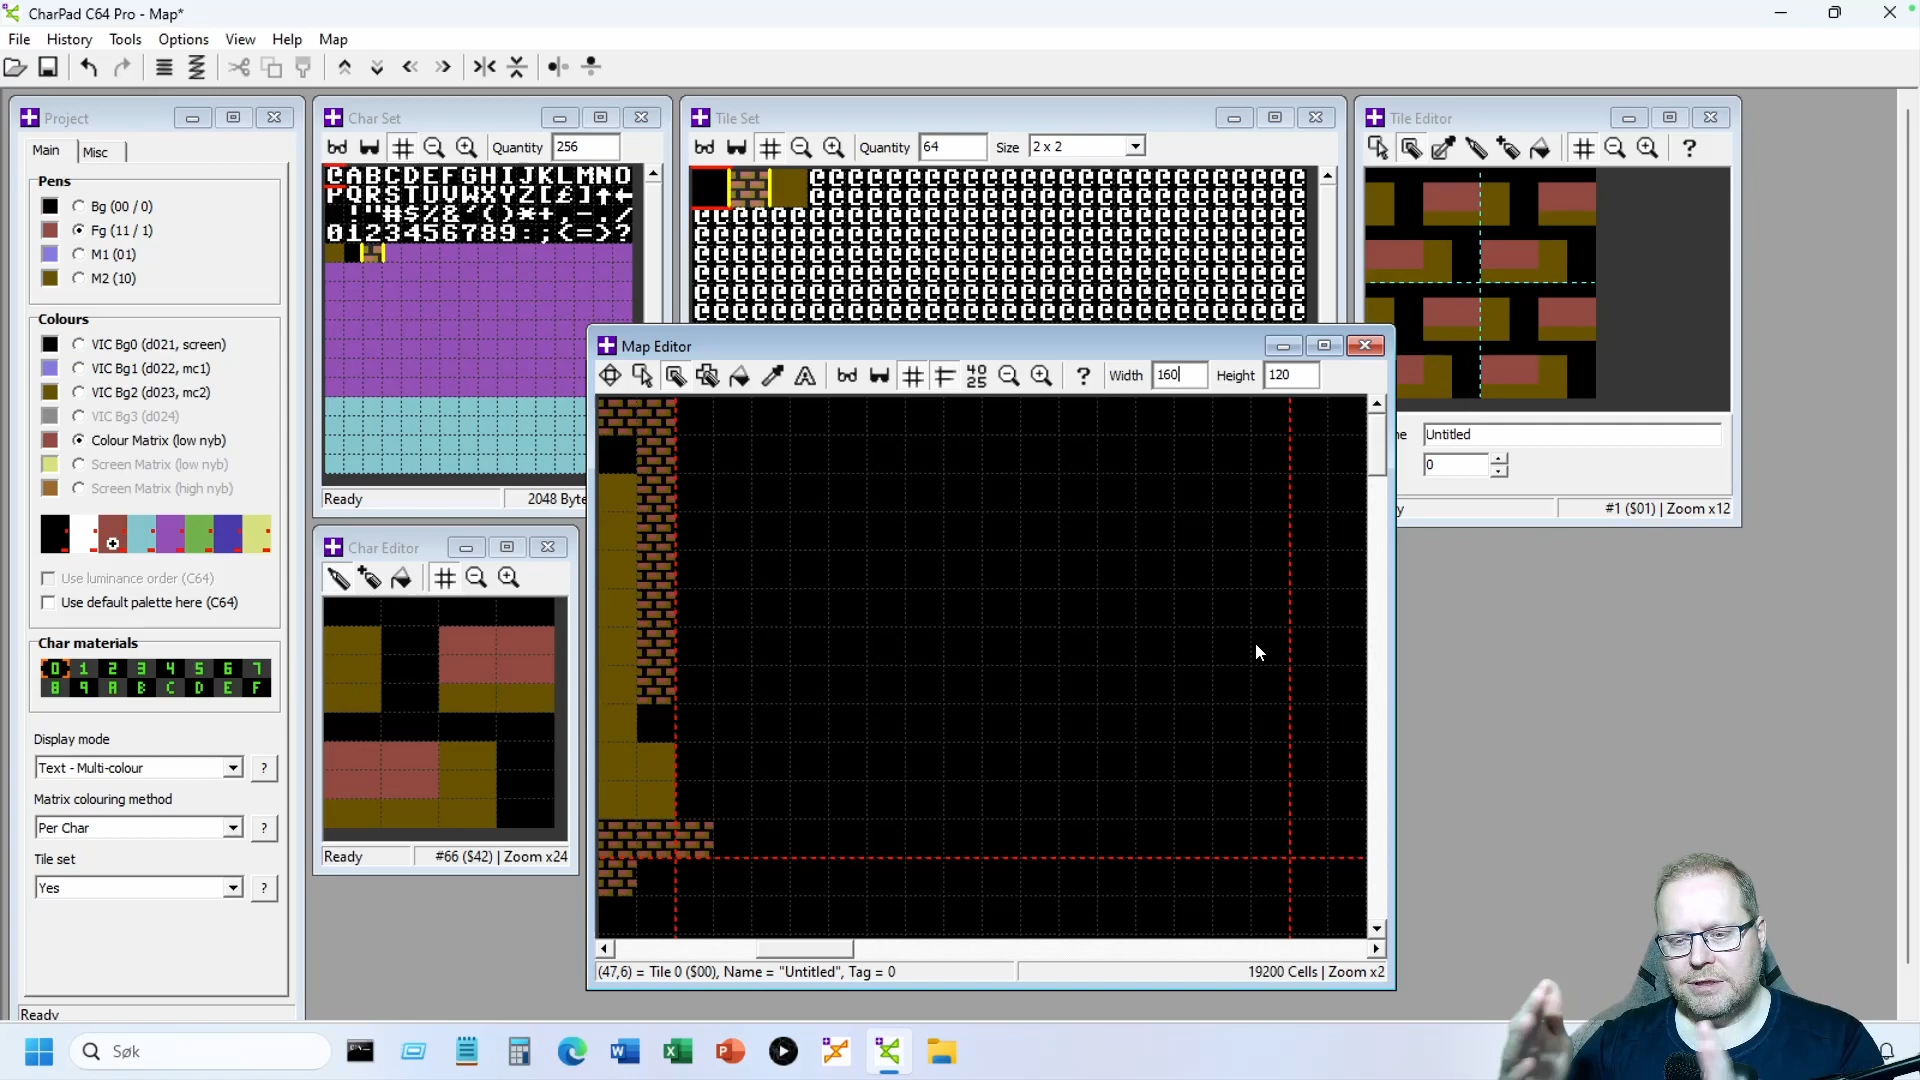 CharPad C64 Pro - Map*
File History Tools Options View Help Map
Project
Main Misc
Pens
Bg (00 / 0)
Fg (11 / 1)
M1 (01)
M2 (10)
Colours
VIC Bg0 (d021, screen)
VIC Bg1 (d022, mc1)
VIC Bg2 (d023, mc2)
VIC Bg3 (d024)
Colour Matrix (low nyb)
Screen Matrix (low nyb)
Screen Matrix (high nyb)
Use luminance order (C64)
Use default palette here (C64)
Char materials
0 1 2 3 4 5 6 7
8 9 A B C D E F
Display mode
Text - Multi-colour ?
Matrix colouring method
Per Char ?
Tile set
Yes ?
Ready
Char Set
Quantity 256
ABCDEFGHIJKLMNO
PQRSTUVWXYZ[£]↑←
!"#$%&'()*+,-./
0123456789:;<=>?
Ready 2048 Byte
Char Editor
Ready #66 ($42) | Zoom x24
Tile Set
Quantity 64 Size 2 x 2
Tile Editor
?
Untitled
0
#1 ($01) | Zoom x12
Map Editor
40
25
? Width 160 Height 120
(47,6) = Tile 0 ($00), Name = "Untitled", Tag = 0 19200 Cells | Zoom x2
Søk